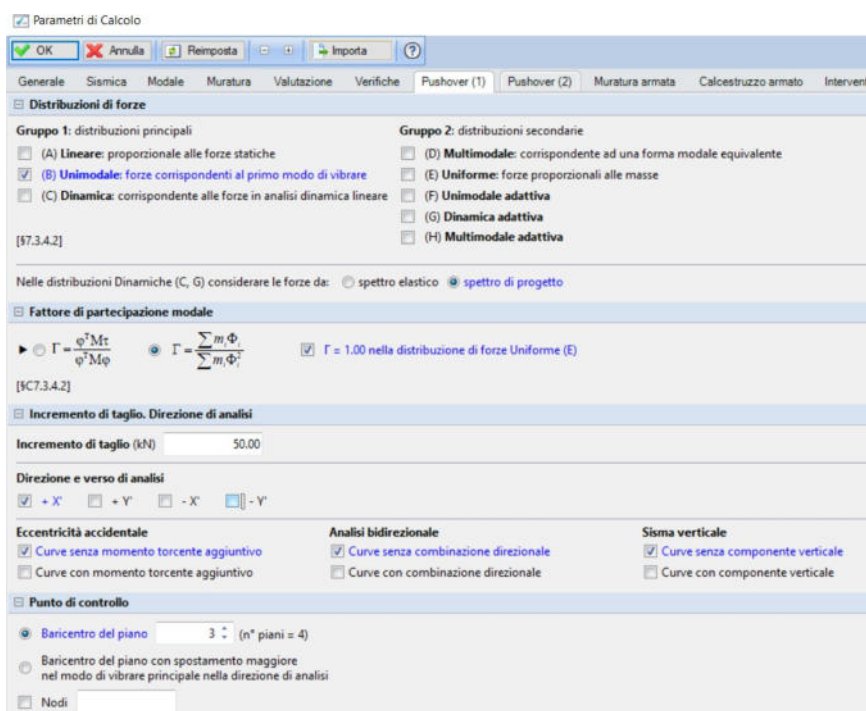 Parametri di Calcolo
OK Annulla Reimposta Importa ?
Generale Sismica Modale Muratura Valutazione Verifiche Pushover (1) Pushover (2) Muratura armata Calcestruzzo armato Intervent
Distribuzioni di forze
Gruppo 1: distribuzioni principali
(A) Lineare: proporzionale alle forze statiche
(B) Unimodale: forze corrispondenti al primo modo di vibrare
(C) Dinamica: corrispondente alle forze in analisi dinamica lineare
[§7.3.4.2]
Gruppo 2: distribuzioni secondarie
(D) Multimodale: corrispondente ad una forma modale equivalente
(E) Uniforme: forze proporzionali alle masse
(F) Unimodale adattiva
(G) Dinamica adattiva
(H) Multimodale adattiva
Nelle distribuzioni Dinamiche (C, G) considerare le forze da: spettro elastico spettro di progetto
Fattore di partecipazione modale
Γ = φᵀMτ / φᵀMφ Γ = ∑ mᵢΦᵢ / ∑ mᵢΦᵢ² Γ = 1.00 nella distribuzione di forze Uniforme (E)
[§C7.3.4.2]
Incremento di taglio. Direzione di analisi
Incremento di taglio (kN) 50.00
Direzione e verso di analisi
+ X' + Y' - X' - Y'
Eccentricità accidentale
Curve senza momento torcente aggiuntivo
Curve con momento torcente aggiuntivo
Analisi bidirezionale
Curve senza combinazione direzionale
Curve con combinazione direzionale
Sisma verticale
Curve senza componente verticale
Curve con componente verticale
Punto di controllo
Baricentro del piano 3 (n° piani = 4)
Baricentro del piano con spostamento maggiore
nel modo di vibrare principale nella direzione di analisi
Nodi